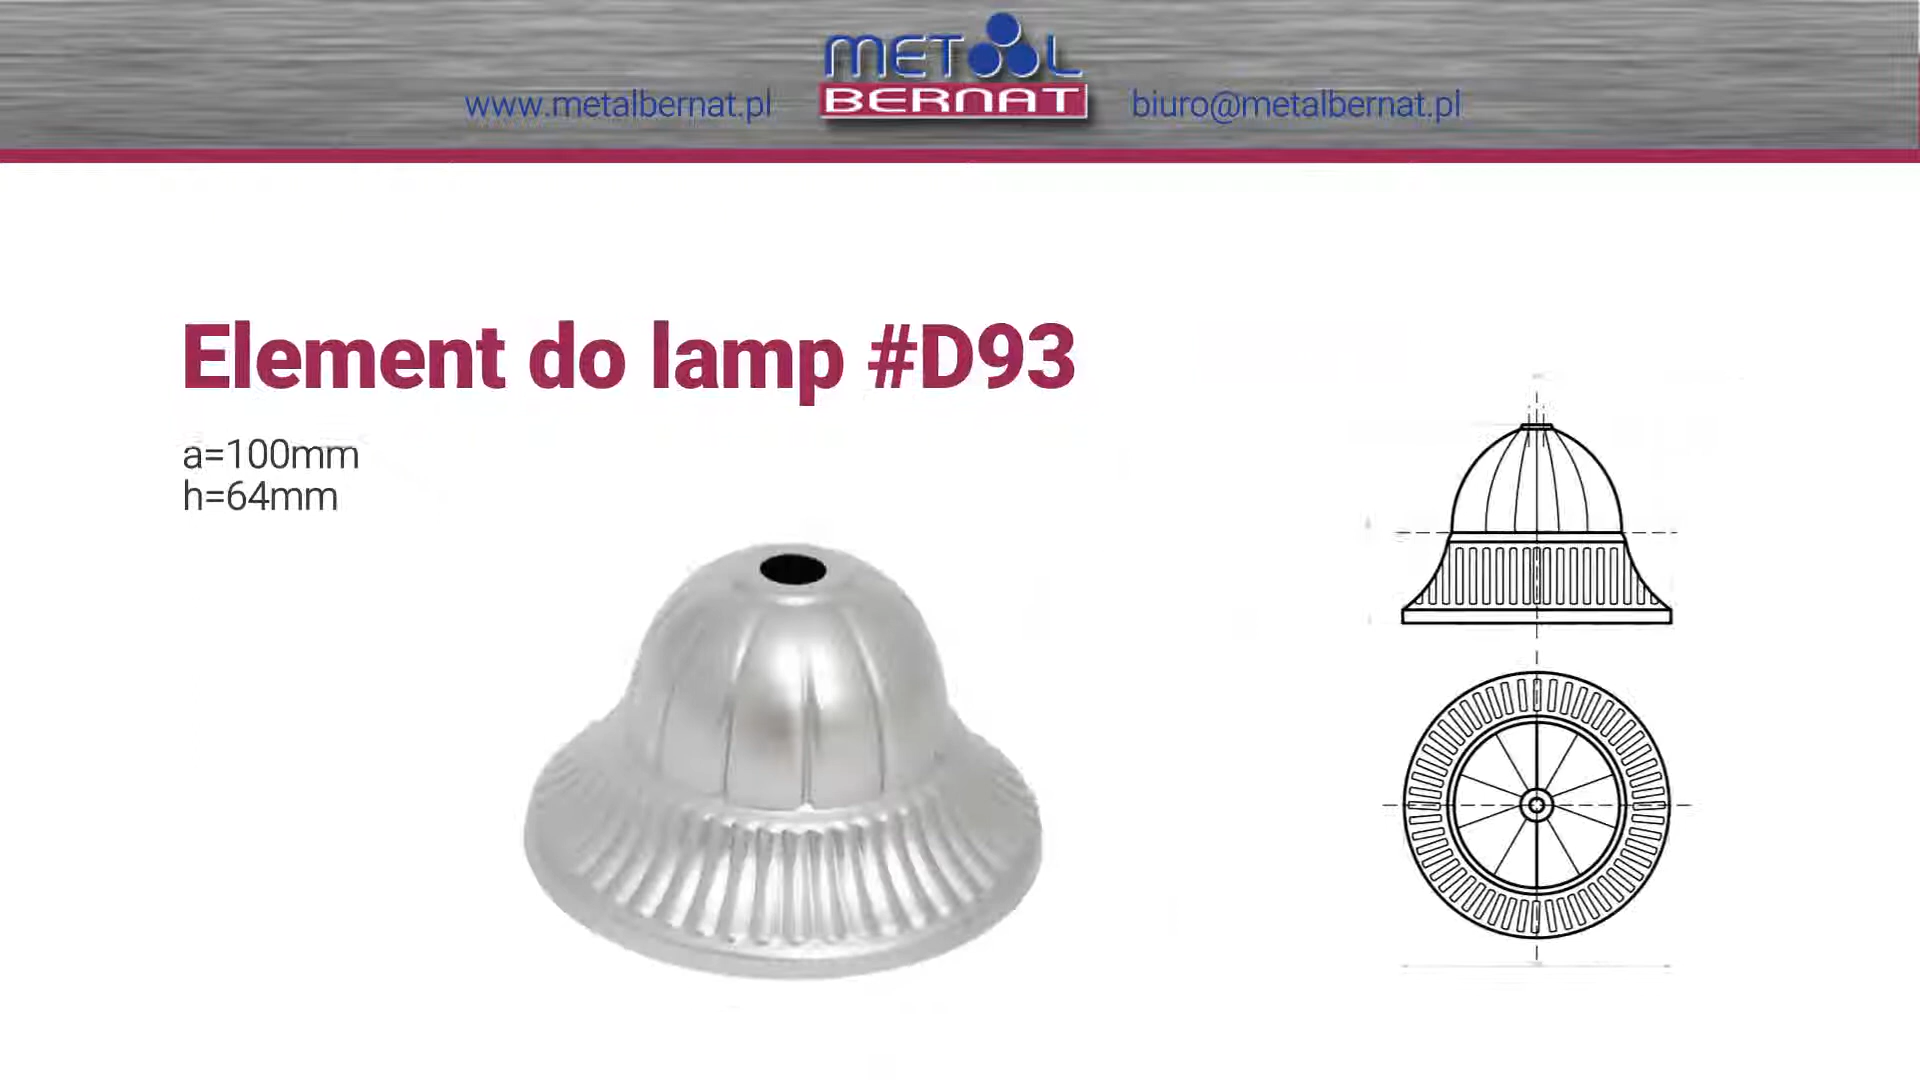 METAL
BERNAT
www.metalbernat.pl
biuro@metalbernat.pl
Element do lamp #D93
a=100mm
h=64mm